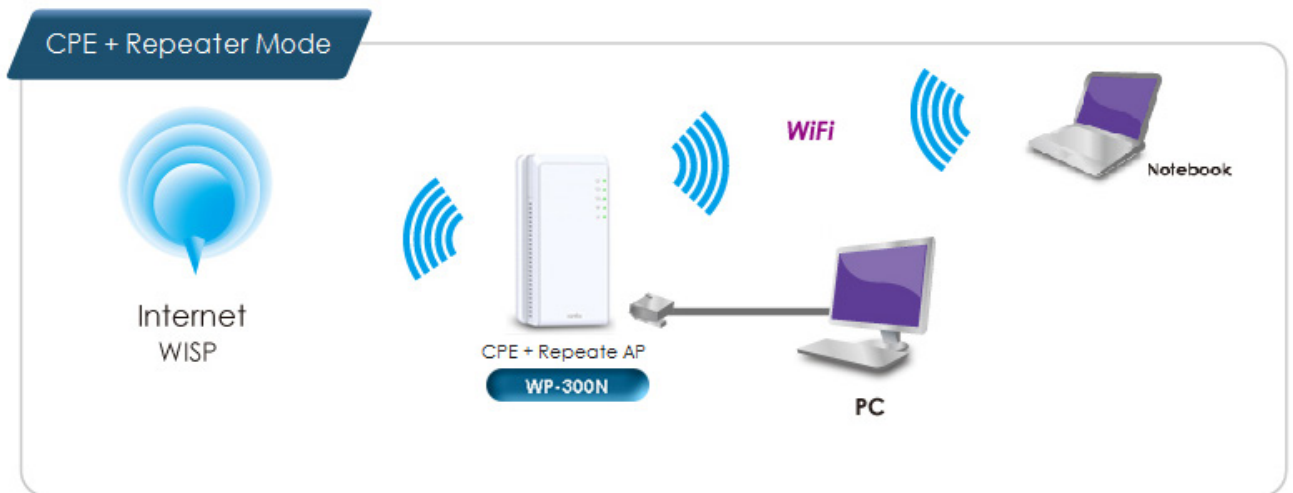 CPE + Repeater Mode
WiFi
Notebook
Internet
WISP
CPE + Repeate AP
WP-300N
PC